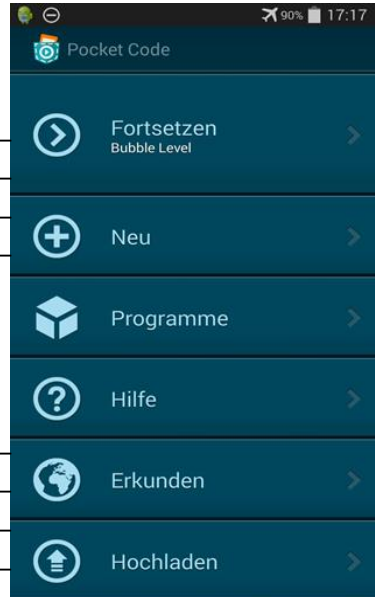 90% 17:17
Pocket Code
Fortsetzen
Bubble Level
Neu
Programme
Hilfe
Erkunden
Hochladen